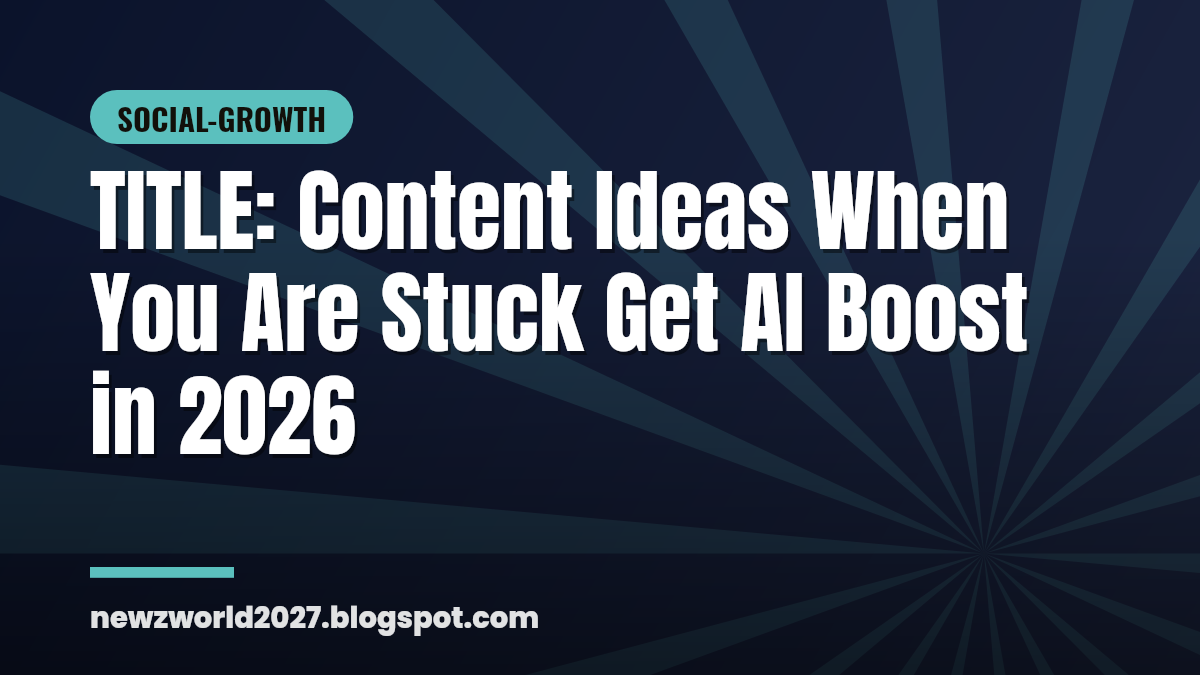 SOCIAL-GROWTH
TITLE: Content Ideas When
You Are Stuck Get AI Boost
in 2026
newzworld2027.blogspot.com